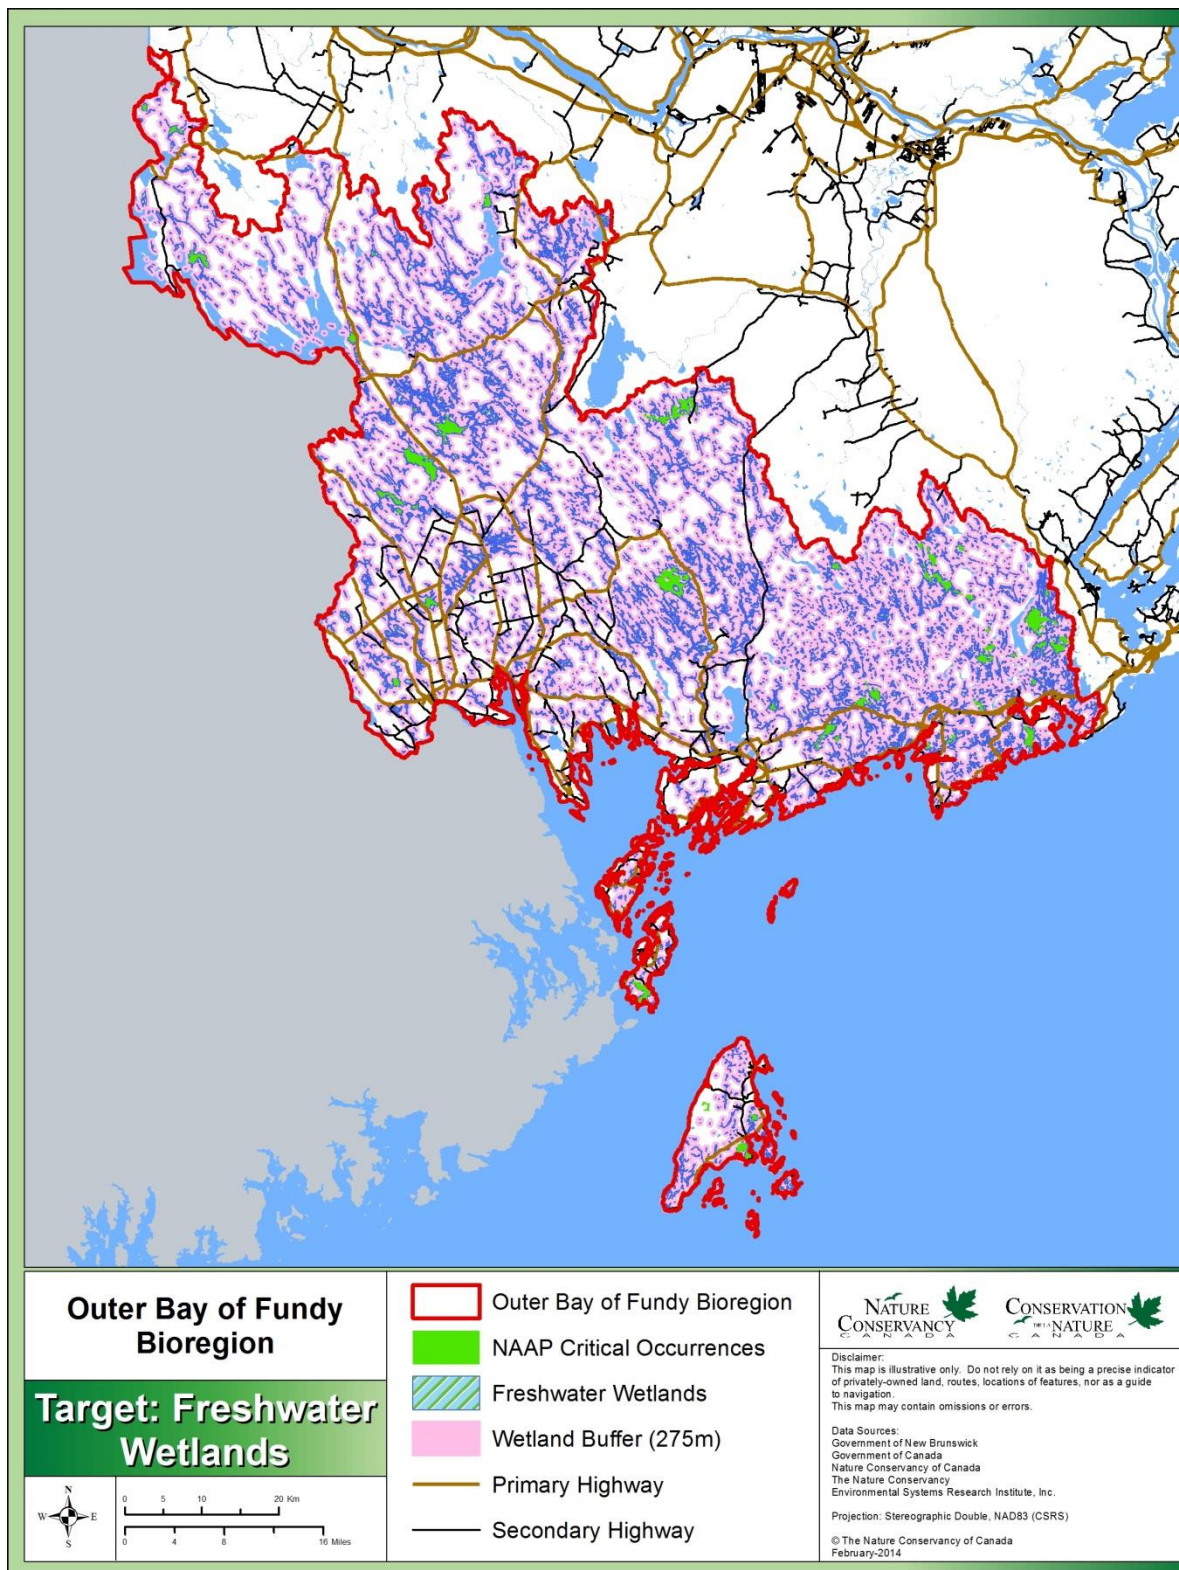 Outer Bay of Fundy
Bioregion
Target: Freshwater
Wetlands
N
W
E
S
0 5 10 20 Km
0 4 8 16 Miles
Outer Bay of Fundy Bioregion
NAAP Critical Occurrences
Freshwater Wetlands
Wetland Buffer (275m)
Primary Highway
Secondary Highway
NATURE
CONSERVANCY
CANADA
CONSERVATION
DE LA NATURE
CANADA
Disclaimer:
This map is illustrative only. Do not rely on it as being a precise indicator
of privately-owned land, routes, locations of features, nor as a guide
to navigation.
This map may contain omissions or errors.
Data Sources:
Government of New Brunswick
Government of Canada
Nature Conservancy of Canada
The Nature Conservancy
Environmental Systems Research Institute, Inc.
Projection: Stereographic Double, NAD83 (CSRS)
© The Nature Conservancy of Canada
February-2014